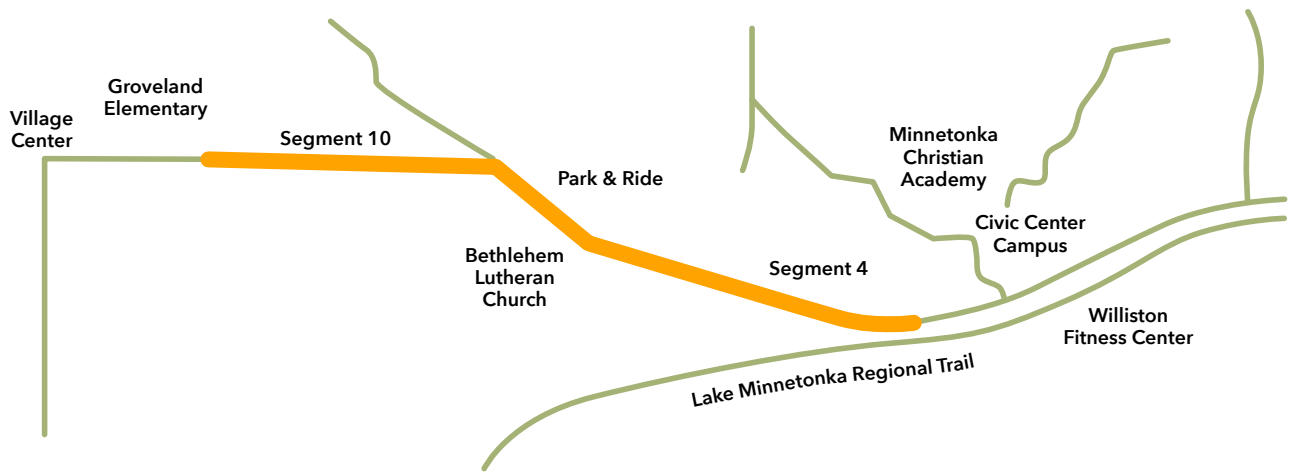 Groveland
Elementary
Village
Center
Segment 10
Park & Ride
Bethlehem
Lutheran
Church
Segment 4
Minnetonka
Christian
Academy
Civic Center
Campus
Williston
Fitness Center
Lake Minnetonka Regional Trail